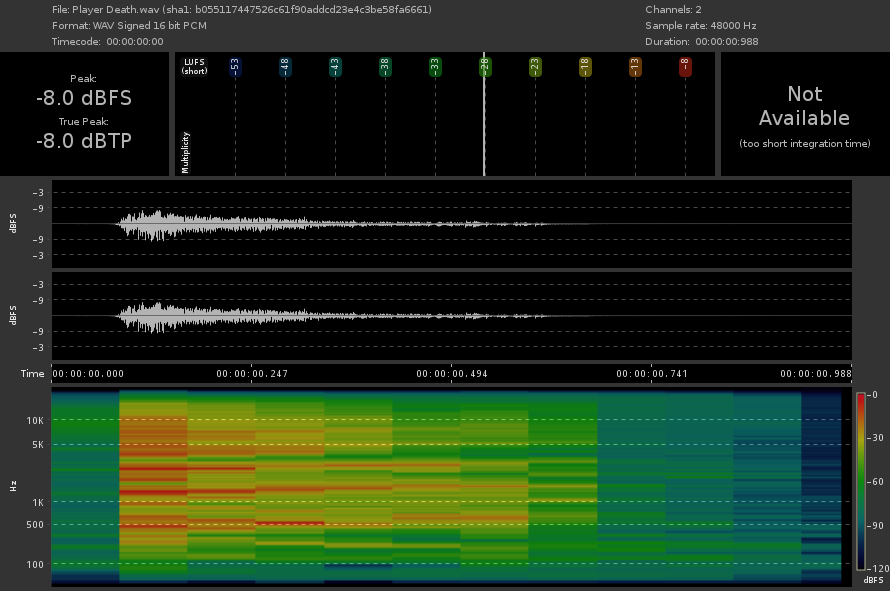 File: Player Death.wav (sha1: b055117447526c61f90addcd23e4c3be58fa6661)
Channels: 2
Format: WAV Signed 16 bit PCM
Sample rate: 48000 Hz
Timecode: 00:00:00:00
Duration: 00:00:00:988
Peak:
-8.0 dBFS
True Peak:
-8.0 dBTP
LUFS
(short)
-53 -48 -43 -38 -33 -28 -23 -18 -13 -8
Multiplicity
Not
Available
(too short integration time)
-3
-9
dBFS
-9
-3
-3
-9
dBFS
-9
-3
Time 00:00:00.000 00:00:00.247 00:00:00.494 00:00:00.741 00:00:00.988
10K
5K
Hz
1K
500
100
-0
-30
-60
-90
-120
dBFS